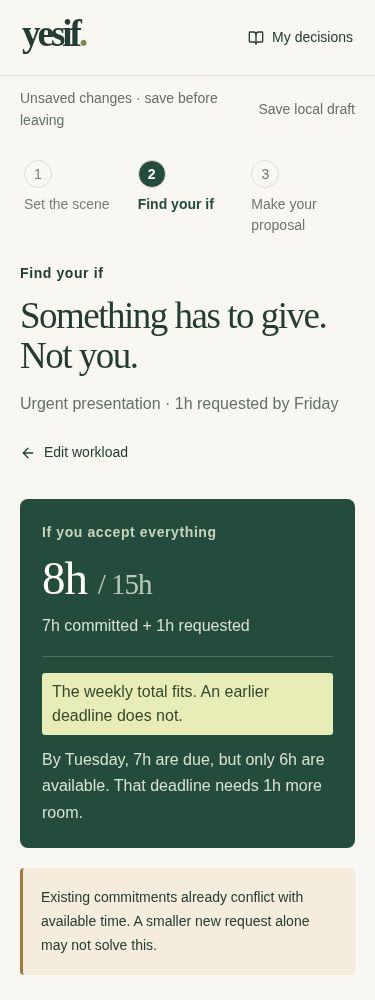 yesif.
My decisions
Unsaved changes · save before
leaving
Save local draft
1
Set the scene
2
Find your if
3
Make your
proposal
Find your if
Something has to give.
Not you.
Urgent presentation · 1h requested by Friday
Edit workload
If you accept everything
8h / 15h
7h committed + 1h requested
The weekly total fits. An earlier
deadline does not.
By Tuesday, 7h are due, but only 6h are
available. That deadline needs 1h more
room.
Existing commitments already conflict with
available time. A smaller new request alone
may not solve this.